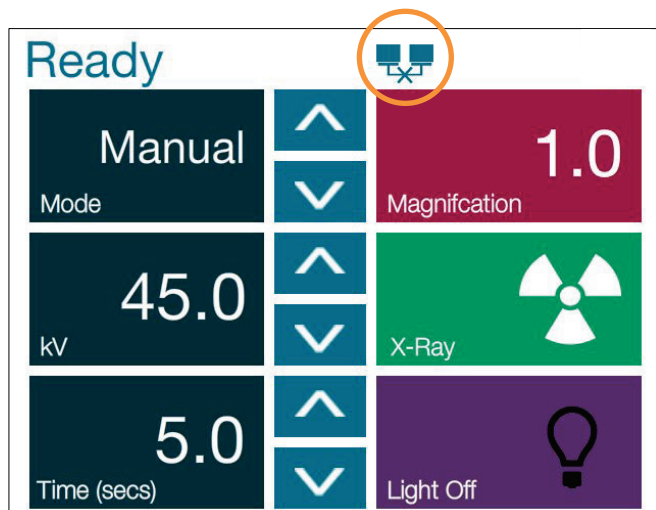 Ready
Manual
Mode
1.0
Magnifcation
45.0
kV
X-Ray
5.0
Time (secs)
Light Off